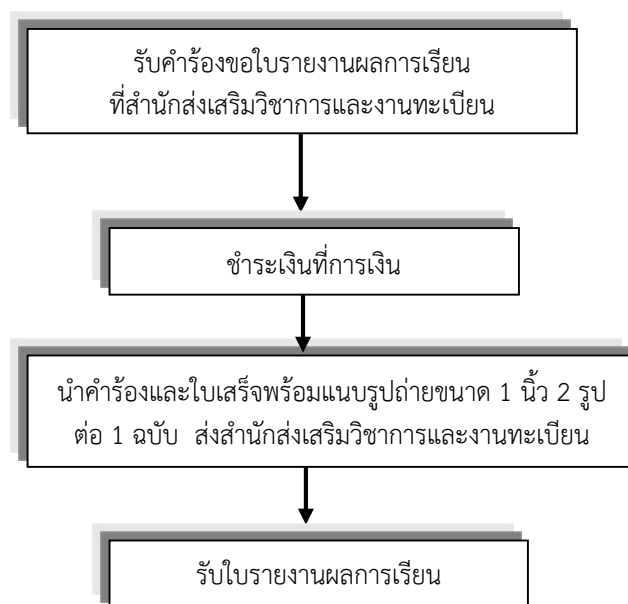 รับคำร้องขอใบรายงานผลการเรียน
ที่สำนักส่งเสริมวิชาการและงานทะเบียน
ชำระเงินที่การเงิน
นำคำร้องและใบเสร็จพร้อมแนบรูปถ่ายขนาด 1 นิ้ว 2 รูป
ต่อ 1 ฉบับ ส่งสำนักส่งเสริมวิชาการและงานทะเบียน
รับใบรายงานผลการเรียน